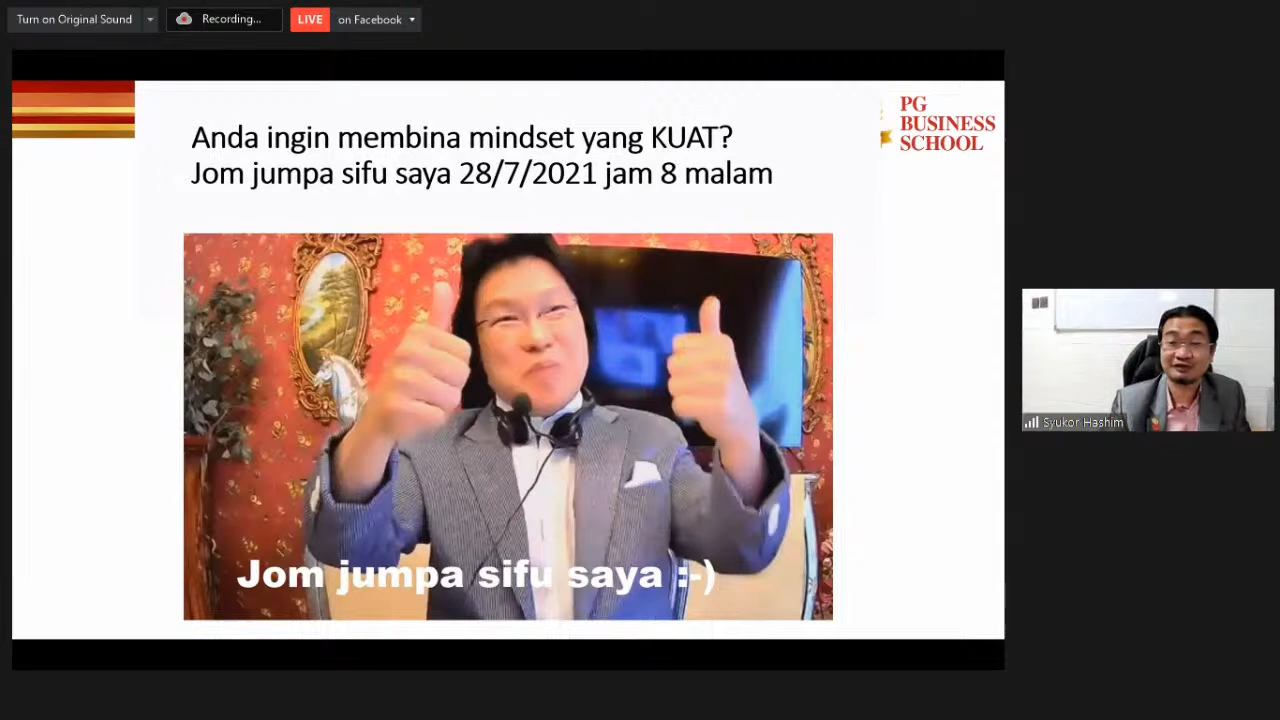 Turn on Original Sound
Recording...
LIVE on Facebook
Anda ingin membina mindset yang KUAT?
Jom jumpa sifu saya 28/7/2021 jam 8 malam
PG
BUSINESS
SCHOOL
Jom jumpa sifu saya :-)
Syukor Hashim